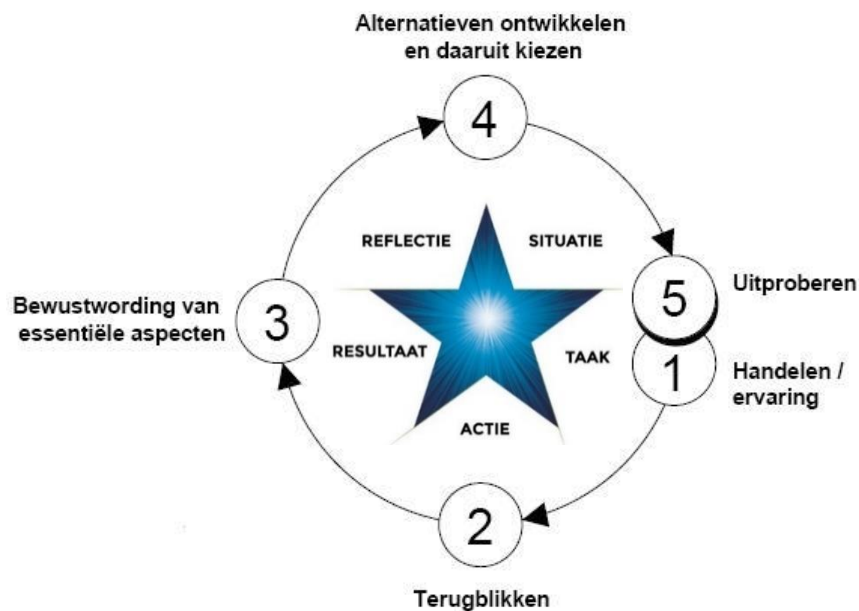 Alternatieven ontwikkelen
en daaruit kiezen
4
REFLECTIE
SITUATIE
5
Uitproberen
Bewustwording van
essentiële aspecten
3
RESULTAAT
TAAK
1
Handelen /
ervaring
ACTIE
2
Terugblikken